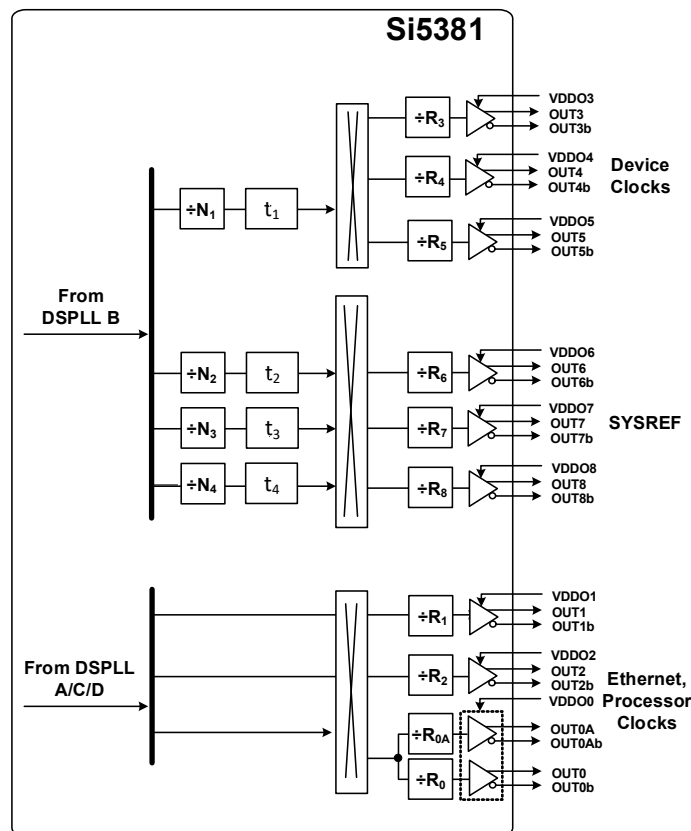 Si5381
VDDO3
÷R3
OUT3
OUT3b
VDDO4
÷R4
OUT4
OUT4b
Device
Clocks
÷N1
t1
VDDO5
÷R5
OUT5
OUT5b
From
DSPLL B
VDDO6
÷N2
t2
÷R6
OUT6
OUT6b
VDDO7
÷N3
t3
÷R7
OUT7
OUT7b
SYSREF
VDDO8
÷N4
t4
÷R8
OUT8
OUT8b
VDDO1
÷R1
OUT1
OUT1b
From DSPLL
A/C/D
VDDO2
÷R2
OUT2
OUT2b
VDDO0
Ethernet,
Processor
Clocks
÷R0A
OUT0A
OUT0Ab
÷R0
OUT0
OUT0b